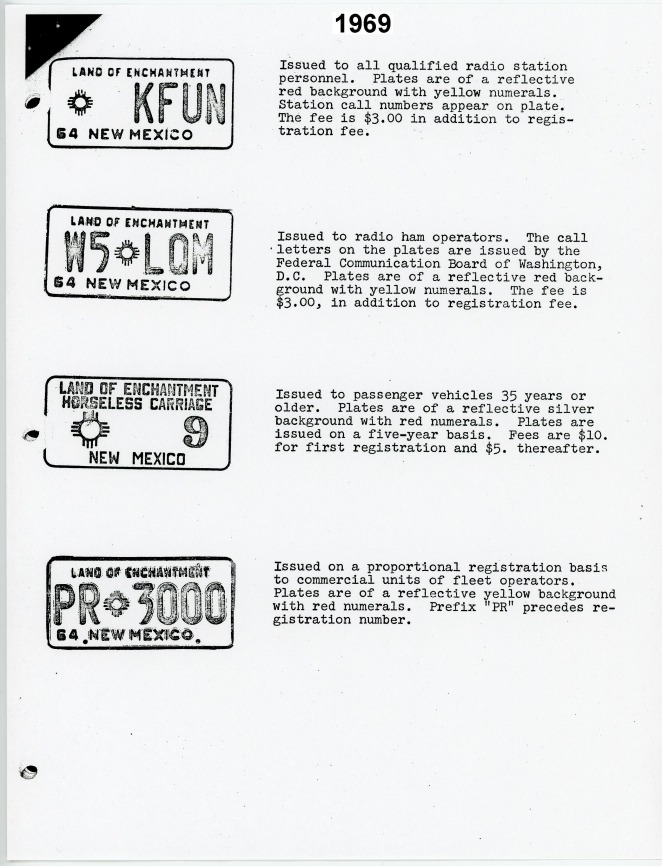 1969
LAND OF ENCHANTMENT
KFUN
64 NEW MEXICO
Issued to all qualified radio station
personnel. Plates are of a reflective
red background with yellow numerals.
Station call numbers appear on plate.
The fee is $3.00 in addition to regis-
tration fee.
LAND OF ENCHANTMENT
W5 LQM
64 NEW MEXICO
Issued to radio ham operators. The call
letters on the plates are issued by the
Federal Communication Board of Washington,
D.C. Plates are of a reflective red back-
ground with yellow numerals. The fee is
$3.00, in addition to registration fee.
LAND OF ENCHANTMENT
HORSELESS CARRIAGE
9
NEW MEXICO
Issued to passenger vehicles 35 years or
older. Plates are of a reflective silver
background with red numerals. Plates are
issued on a five-year basis. Fees are $10.
for first registration and $5. thereafter.
LAND OF ENCHANTMENT
PR 3000
64 NEW MEXICO
Issued on a proportional registration basis
to commercial units of fleet operators.
Plates are of a reflective yellow background
with red numerals. Prefix "PR" precedes re-
gistration number.